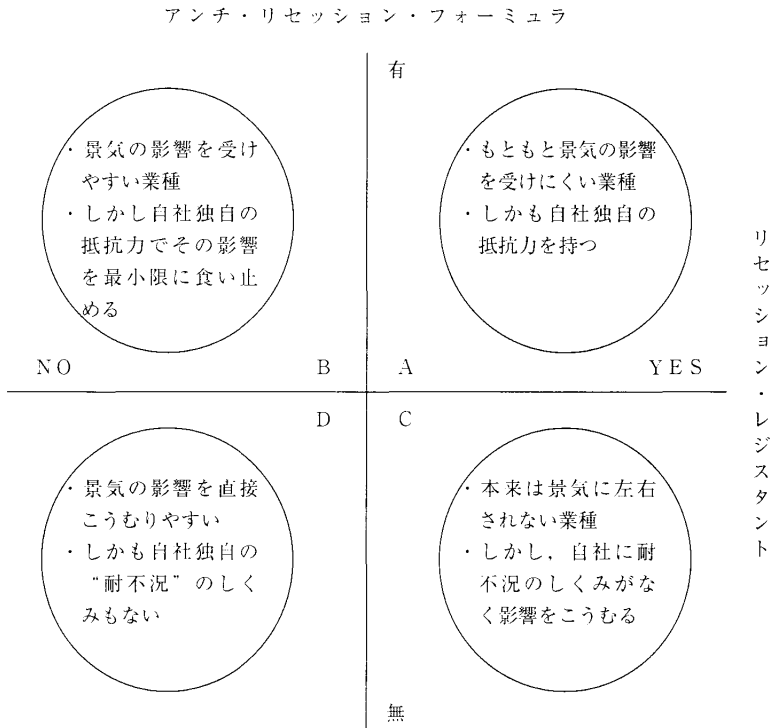 アンチ・リセッション・フォーミュラ
有
・景気の影響を受け
やすい業種
・しかし自社独自の
抵抗力でその影響
を最小限に食い止
める
NO
B
・もともと景気の影響
を受けにくい業種
・しかも自社独自の
抵抗力を持つ
A
YES
リセッション・レジスタント
D
・景気の影響を直接
こうむりやすい
・しかも自社独自の
“耐不況”のしく
みもない
C
・本来は景気に左右
されない業種
・しかし，自社に耐
不況のしくみがな
く影響をこうむる
無